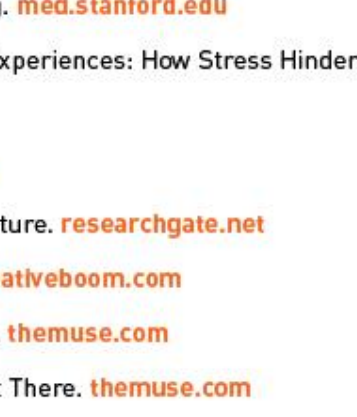 . med.stanford.edu
xperiences: How Stress Hinder
ture. researchgate.net
ativeboom.com
themuse.com
t There. themuse.com